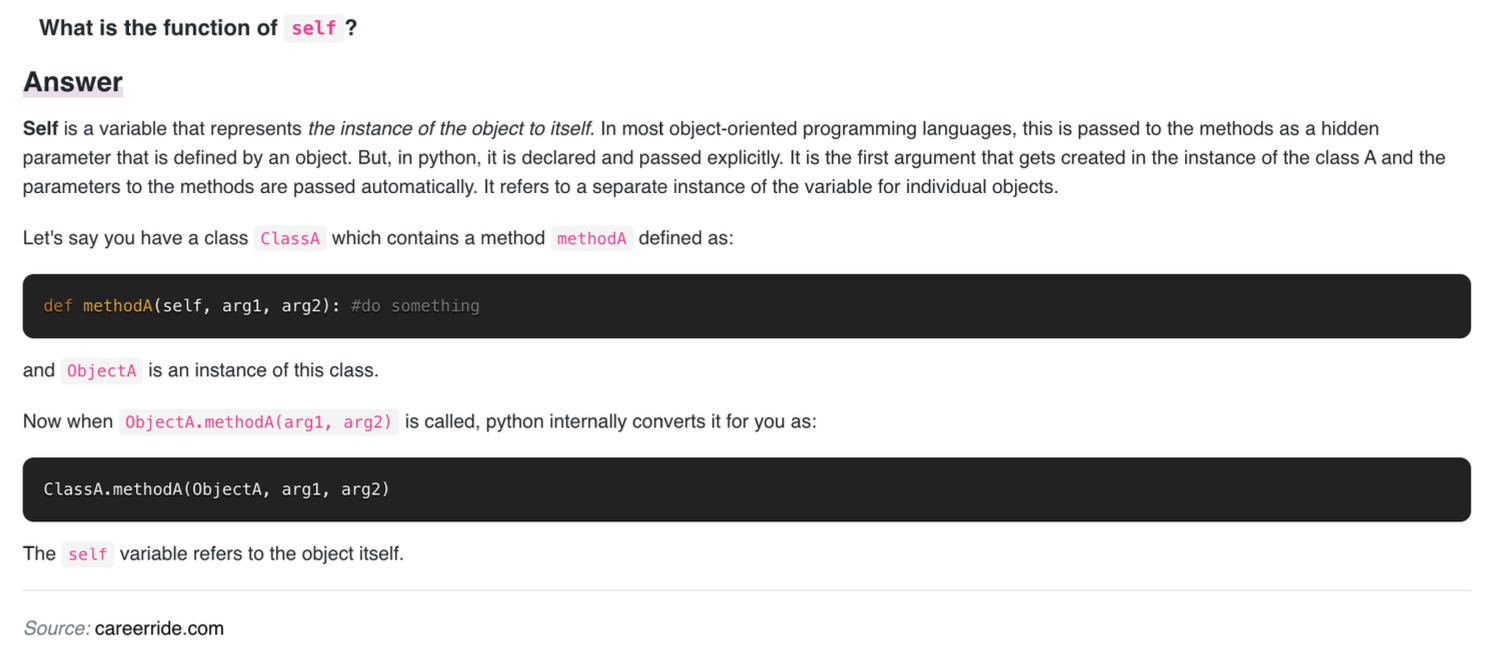 What is the function of self ?
Answer
Self is a variable that represents the instance of the object to itself. In most object-oriented programming languages, this is passed to the methods as a hidden
parameter that is defined by an object. But, in python, it is declared and passed explicitly. It is the first argument that gets created in the instance of the class A and the
parameters to the methods are passed automatically. It refers to a separate instance of the variable for individual objects.
Let's say you have a class ClassA which contains a method methodA defined as:
def methodA(self, arg1, arg2): #do something
and ObjectA is an instance of this class.
Now when ObjectA.methodA(arg1, arg2) is called, python internally converts it for you as:
ClassA.methodA(ObjectA, arg1, arg2)
The self variable refers to the object itself.
Source: careerride.com